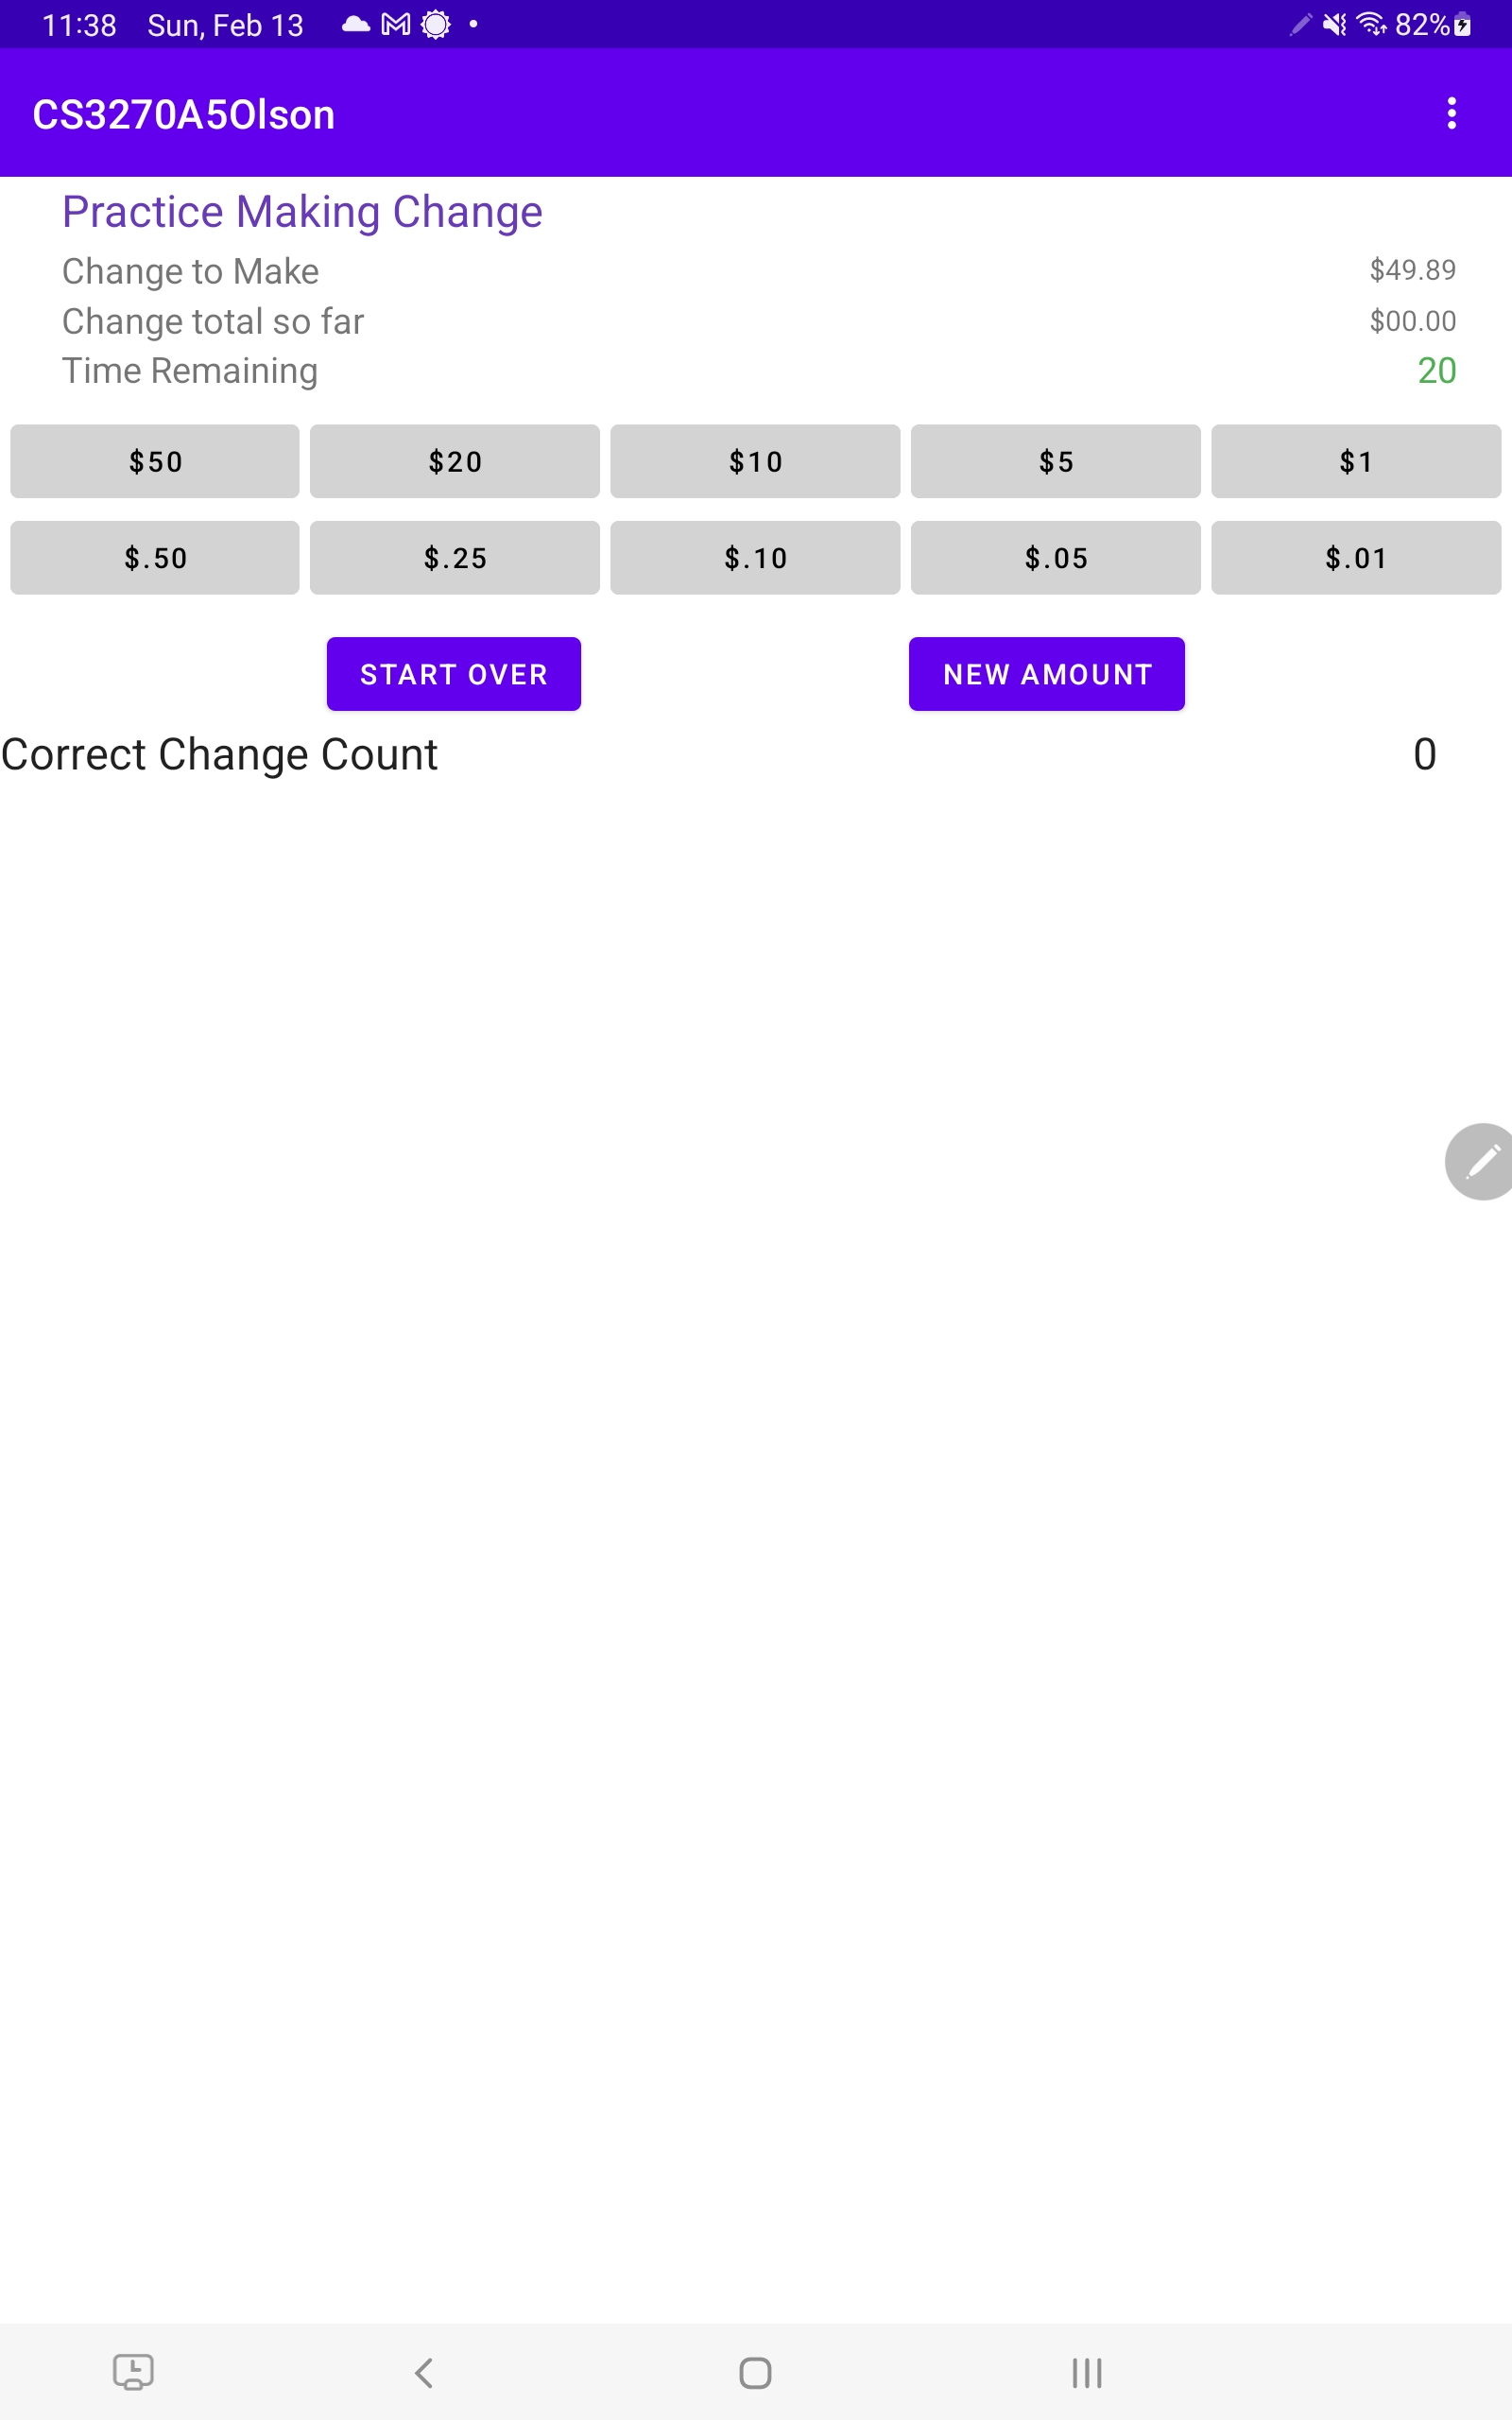 11:38 Sun, Feb 13 82%
CS3270A5Olson
Practice Making Change
Change to Make $49.89
Change total so far $00.00
Time Remaining 20
$50 $20 $10 $5 $1
$.50 $.25 $.10 $.05 $.01
START OVER NEW AMOUNT
Correct Change Count 0